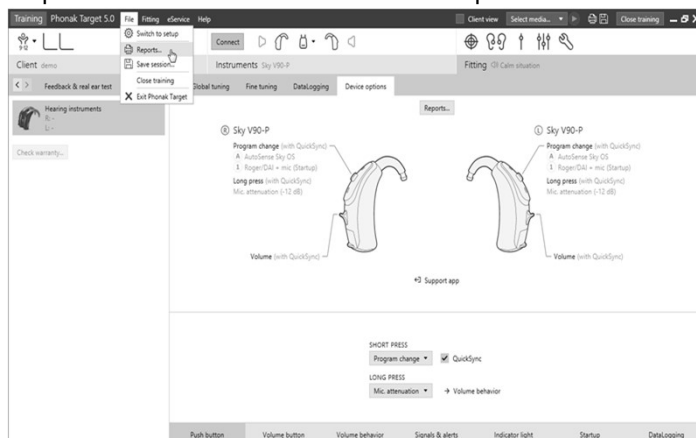 Training Phonak Target 5.0 File Fitting eService Help Client view Select media... Close training
Switch to setup
Reports...
Save session...
Close training
Exit Phonak Target
9-12
Connect
Client demo
Instruments Sky V90-P
Fitting Calm situation
Feedback & real ear test
Global tuning Fine tuning DataLogging Device options
Hearing instruments
R: -
L: -
Check warranty...
Reports...
R Sky V90-P
Program change (with QuickSync)
A AutoSense Sky OS
1 Roger/DAI + mic (Startup)
Long press (with QuickSync)
Mic. attenuation (-12 dB)
Volume (with QuickSync)
L Sky V90-P
Program change (with QuickSync)
A AutoSense Sky OS
1 Roger/DAI + mic (Startup)
Long press (with QuickSync)
Mic. attenuation (-12 dB)
Volume (with QuickSync)
Support app
SHORT PRESS
Program change QuickSync
LONG PRESS
Mic. attenuation Volume behavior
Push button Volume button Volume behavior Signals & alerts Indicator light Startup DataLogging